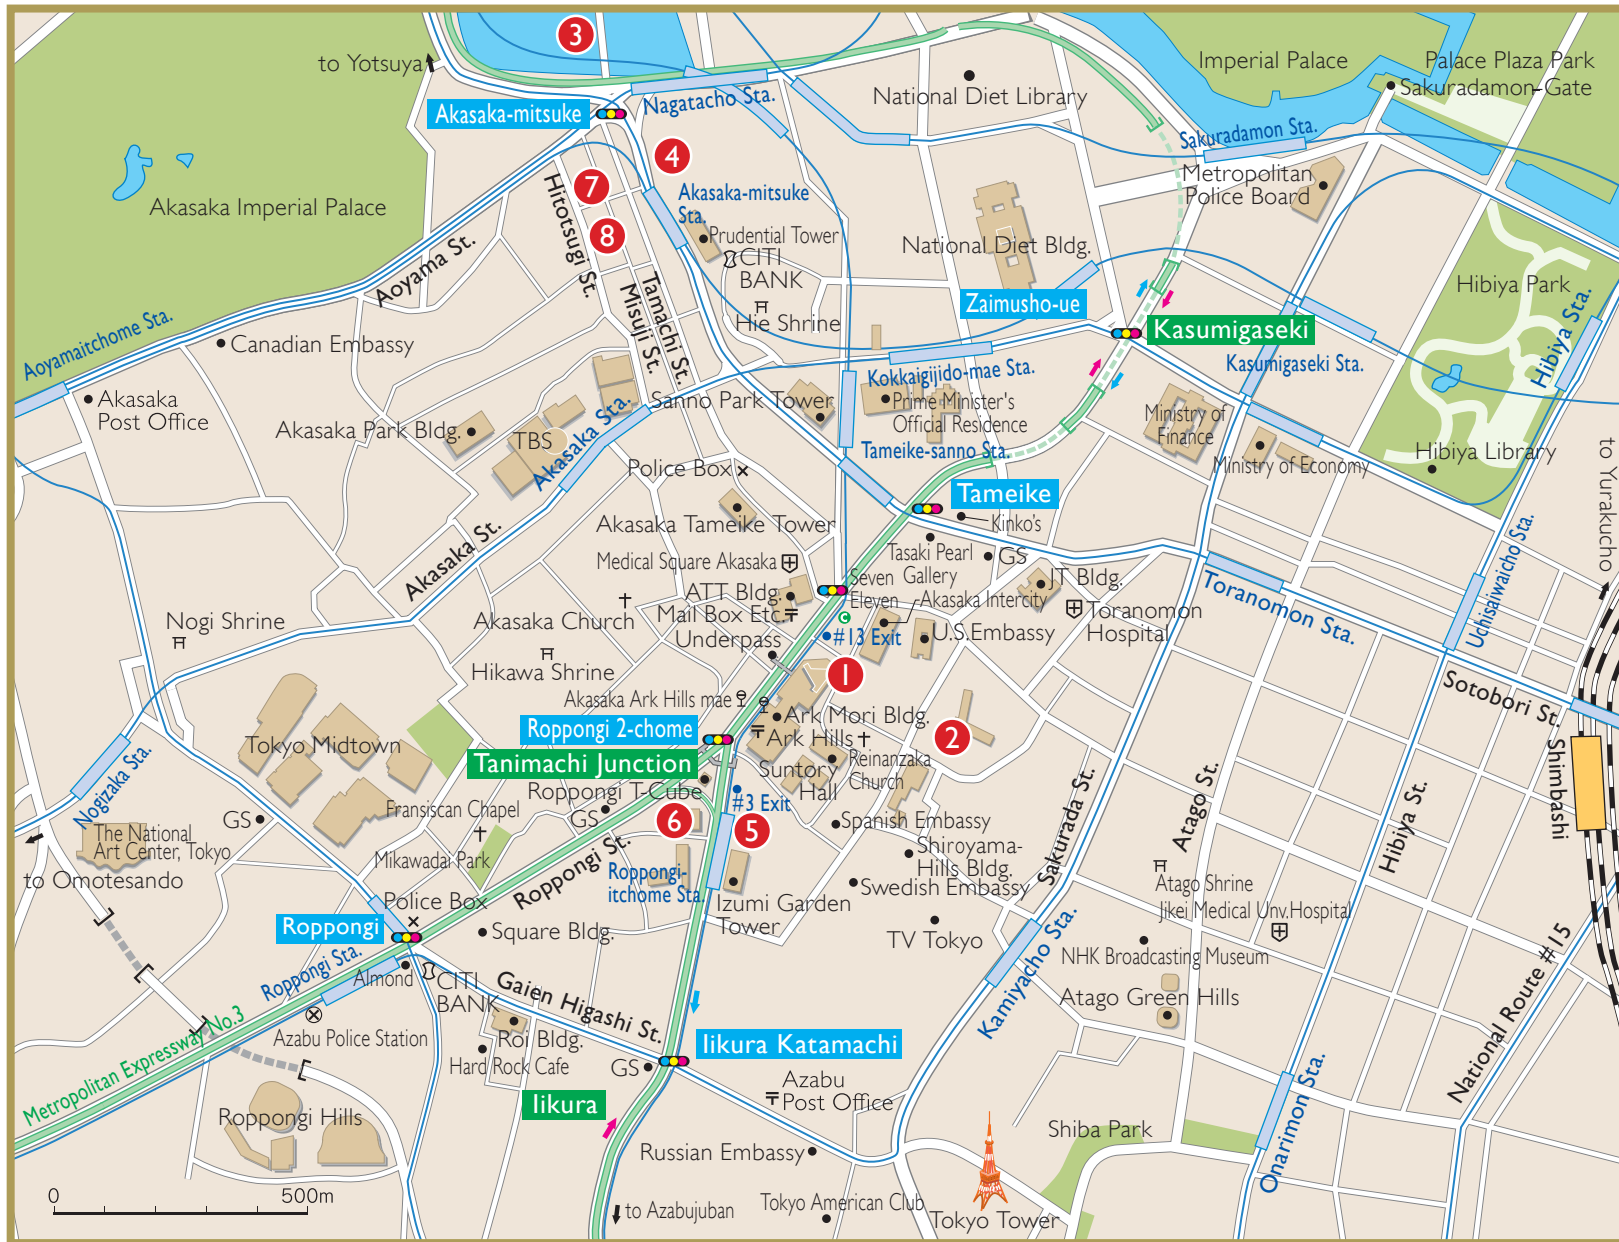 3
to Yotsuya
Imperial Palace
Palace Plaza Park
Sakuradamon-Gate
National Diet Library
Nagatacho Sta.
Akasaka-mitsuke
Sakuradamon Sta.
4
Metropolitan
Police Board
7
Akasaka-mitsuke
Sta.
Akasaka Imperial Palace
8
Hitotsugi St.
Prudential Tower
CITI
BANK
National Diet Bldg.
Aoyama St.
Tamachi St.
Misuji St.
Hibiya Park
Hibiya Sta.
Zaimusho-ue
Hie Shrine
Kasumigaseki
Aoyamaitchome Sta.
Canadian Embassy
Kasumigaseki Sta.
Kokkaigijido-mae Sta.
Akasaka
Post Office
Sanno Park Tower
Prime Minister's
Official Residence
Ministry of
Finance
Akasaka Park Bldg.
TBS
Akasaka Sta.
Tameike-sanno Sta.
Hibiya Library
Ministry of Economy
to Yurakucho
Police Box
Tameike
Kinko's
Akasaka Tameike Tower
Akasaka St.
Tasaki Pearl
Gallery
GS
Uchisaiwaicho Sta.
Medical Square Akasaka
Seven
Eleven
JT Bldg.
Toranomon Sta.
ATT Bldg.
Akasaka Intercity
Mail Box Etc.
Toranomon
Hospital
Nogi Shrine
Akasaka Church
Underpass
C
#13 Exit
U.S.Embassy
Hikawa Shrine
1
Sotobori St.
Akasaka Ark Hills mae
Ark Mori Bldg.
Roppongi 2-chome
Ark Hills
2
Tokyo Midtown
Tanimachi Junction
Reinanzaka
Church
Suntory
Hall
Shimbashi
Nogizaka Sta.
Roppongi T-Cube
#3 Exit
Fransiscan Chapel
GS
GS
6
5
Spanish Embassy
Sakurada St.
Atago St.
Hibiya St.
The National
Art Center, Tokyo
Mikawadai Park
Roppongi St.
Shiroyama-
Hills Bldg.
to Omotesando
Roppongi-
itchome Sta.
Swedish Embassy
Atago Shrine
Police Box
Izumi Garden
Tower
Jikei Medical Unv.Hospital
Roppongi
Square Bldg.
TV Tokyo
NHK Broadcasting Museum
Roppongi Sta.
Almond
CITI
BANK
Gaien Higashi St.
Kamiyacho Sta.
Atago Green Hills
National Route #15
Metropolitan Expressway No.3
Azabu Police Station
Roi Bldg.
Hard Rock Cafe
GS
Iikura Katamachi
Azabu
Post Office
Iikura
Roppongi Hills
Shiba Park
Onarimon Sta.
Russian Embassy
0
500m
to Azabujuban
Tokyo American Club
Tokyo Tower